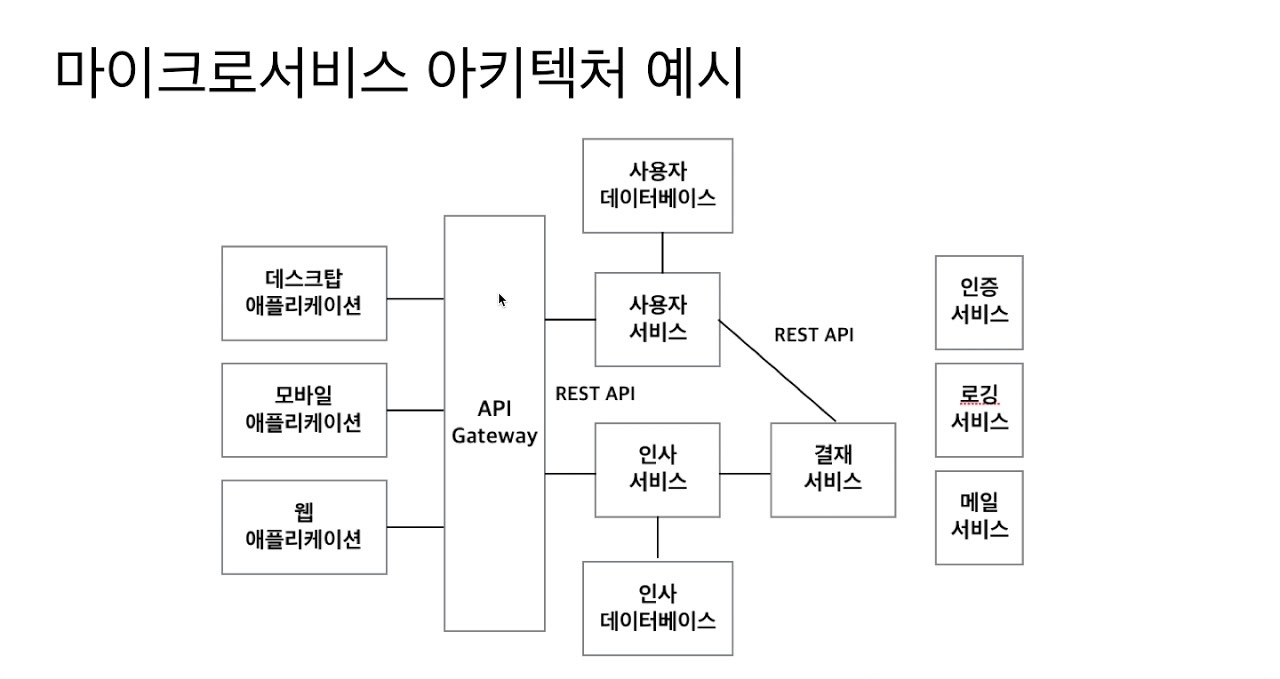 마이크로서비스 아키텍처 예시
사용자
데이터베이스
데스크탑
애플리케이션
모바일
애플리케이션
웹
애플리케이션
API
Gateway
사용자
서비스
REST API
REST API
인사
서비스
결재
서비스
인사
데이터베이스
인증
서비스
로깅
서비스
메일
서비스